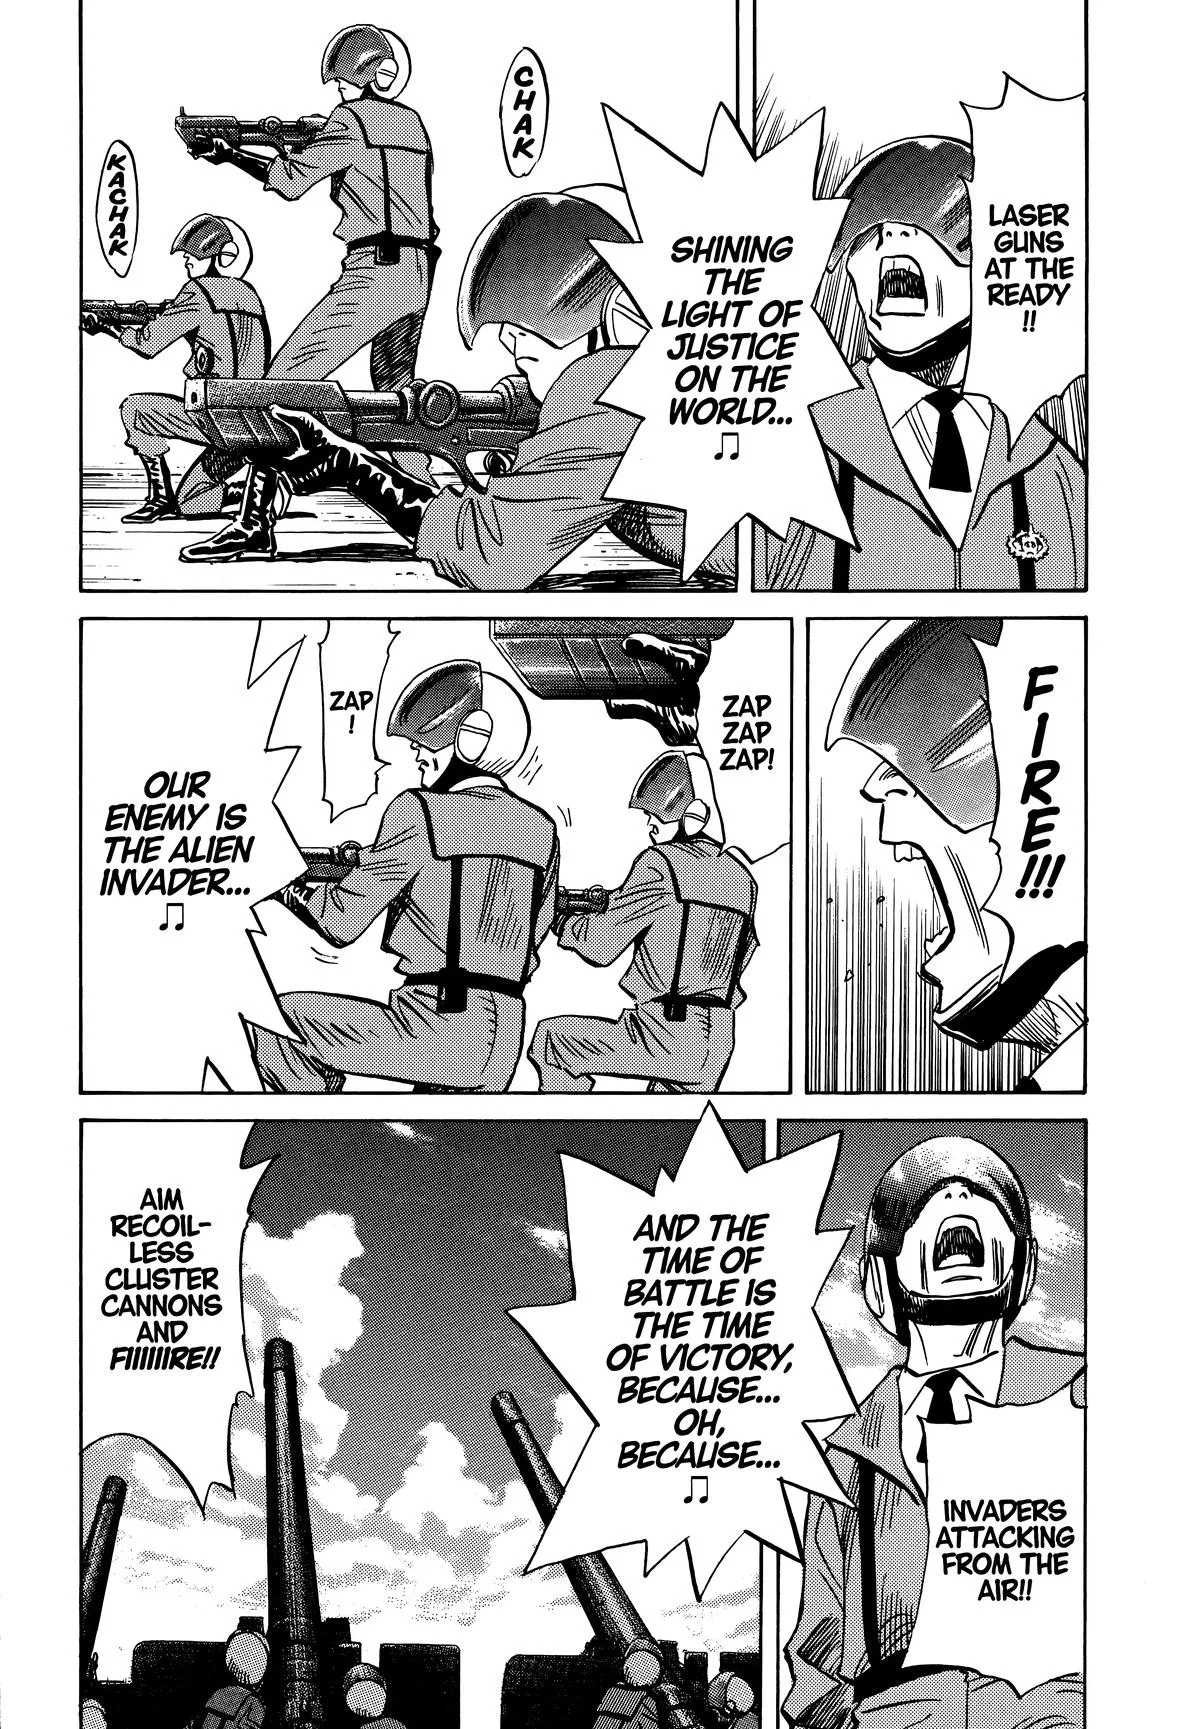 LASER
GUNS
AT THE
READY
!!
SHINING
THE
LIGHT OF
JUSTICE
ON THE
WORLD...
♫
CHAK
KACHAK
FIRE!!!
ZAP
ZAP
ZAP!
ZAP
!
OUR
ENEMY IS
THE ALIEN
INVADER...
♫
INVADERS
ATTACKING
FROM THE
AIR!!
AND THE
TIME OF
BATTLE IS
THE TIME
OF VICTORY,
BECAUSE...
OH,
BECAUSE...
♫
AIM
RECOIL-
LESS
CLUSTER
CANNONS
AND
FIIIIIIRE!!